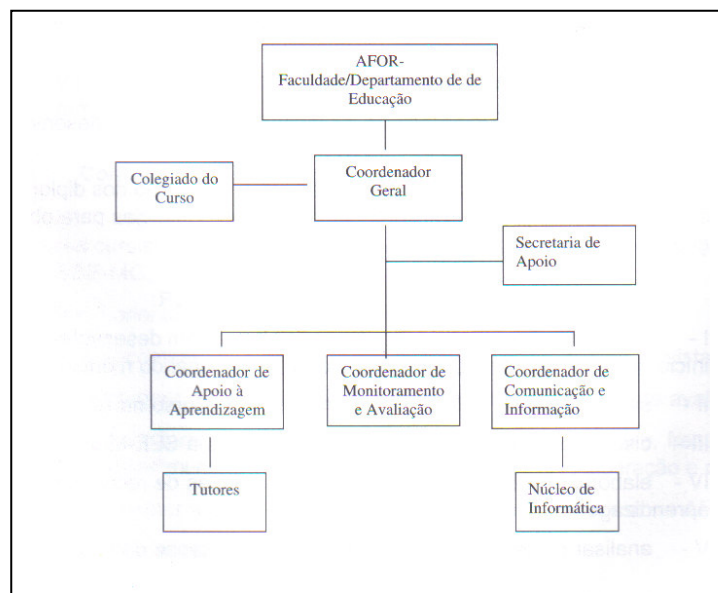 AFOR-
Faculdade/Departamento de de
Educação
Colegiado do
Curso
Coordenador
Geral
Secretaria de
Apoio
Coordenador de
Apoio à
Aprendizagem
Coordenador de
Monitoramento
e Avaliação
Coordenador de
Comunicação e
Informação
Tutores
Núcleo de
Informática